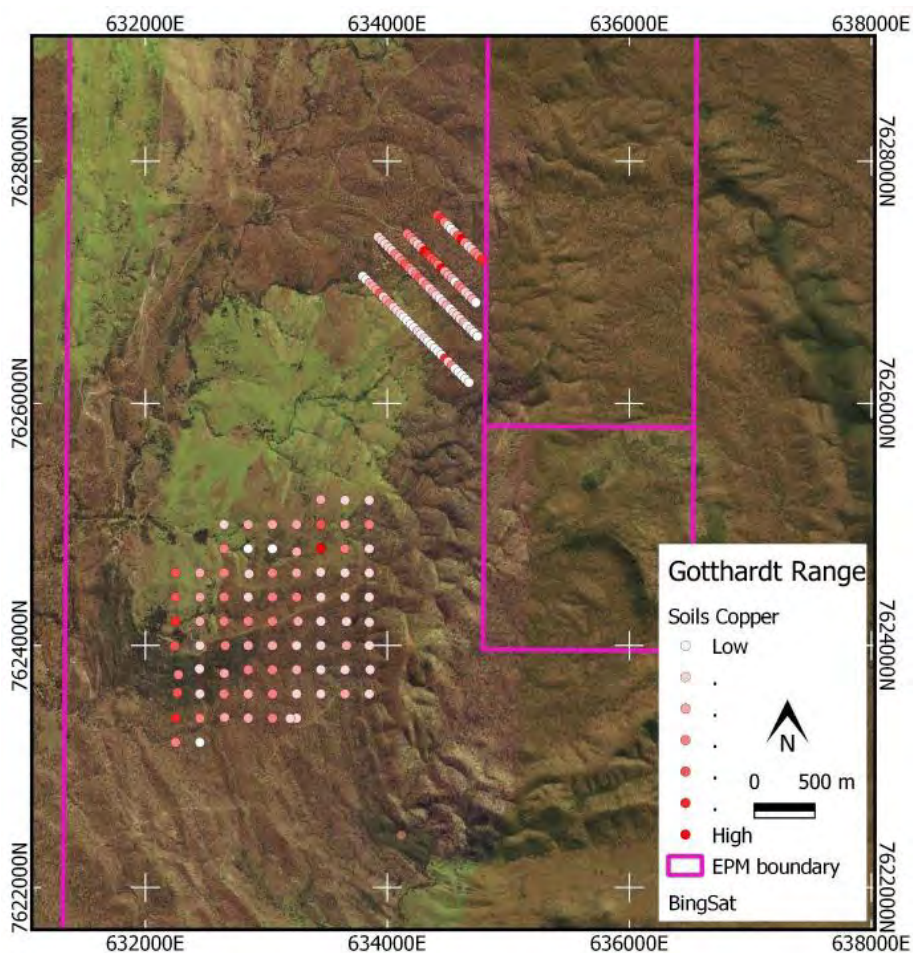 632000E 634000E 636000E 638000E
7628000N
7628000N
7626000N
7626000N
7624000N
7624000N
7622000N
7622000N
Gotthardt Range
Soils Copper
Low
.
.
.
.
.
High
N
0 500 m
EPM boundary
BingSat
632000E 634000E 636000E 638000E